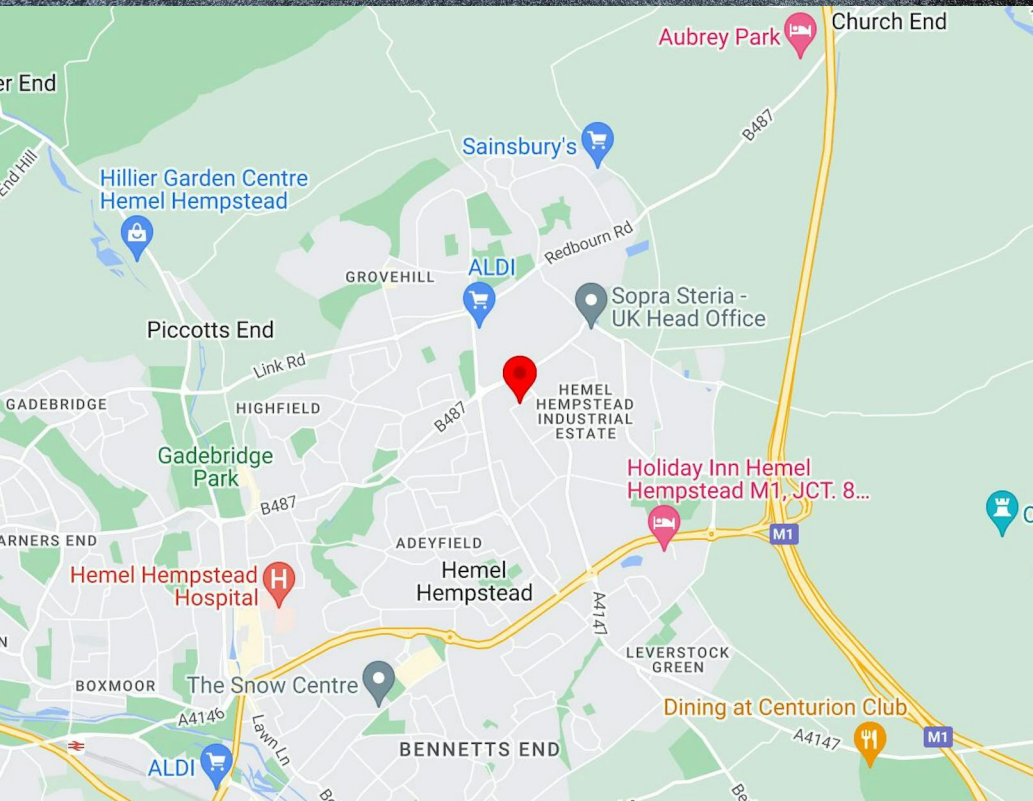 Church End
Aubrey Park
er End
B487
End Hill
Sainsbury's
Hillier Garden Centre
Hemel Hempstead
Redbourn Rd
GROVEHILL
ALDI
Sopra Steria -
UK Head Office
Piccotts End
Link Rd
HEMEL
HEMPSTEAD
INDUSTRIAL
ESTATE
GADEBRIDGE
HIGHFIELD
B487
Gadebridge
Park
Holiday Inn Hemel
Hempstead M1, JCT. 8...
B487
M1
C
ARNERS END
ADEYFIELD
Hemel
Hempstead
Hemel Hempstead
Hospital
A4147
N
LEVERSTOCK
GREEN
BOXMOOR
The Snow Centre
A4146
Lawn Ln
Dining at Centurion Club
A4147
M1
BENNETTS END
ALDI
Be